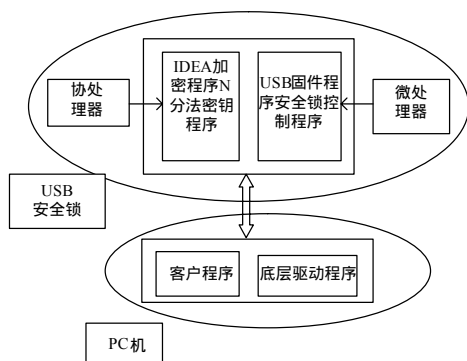 IDEA加
密程序N
分法密钥
程序
USB固件程
序安全锁控
制程序
协处
理器
微处
理器
USB
安全锁
客户程序
底层驱动程序
PC机